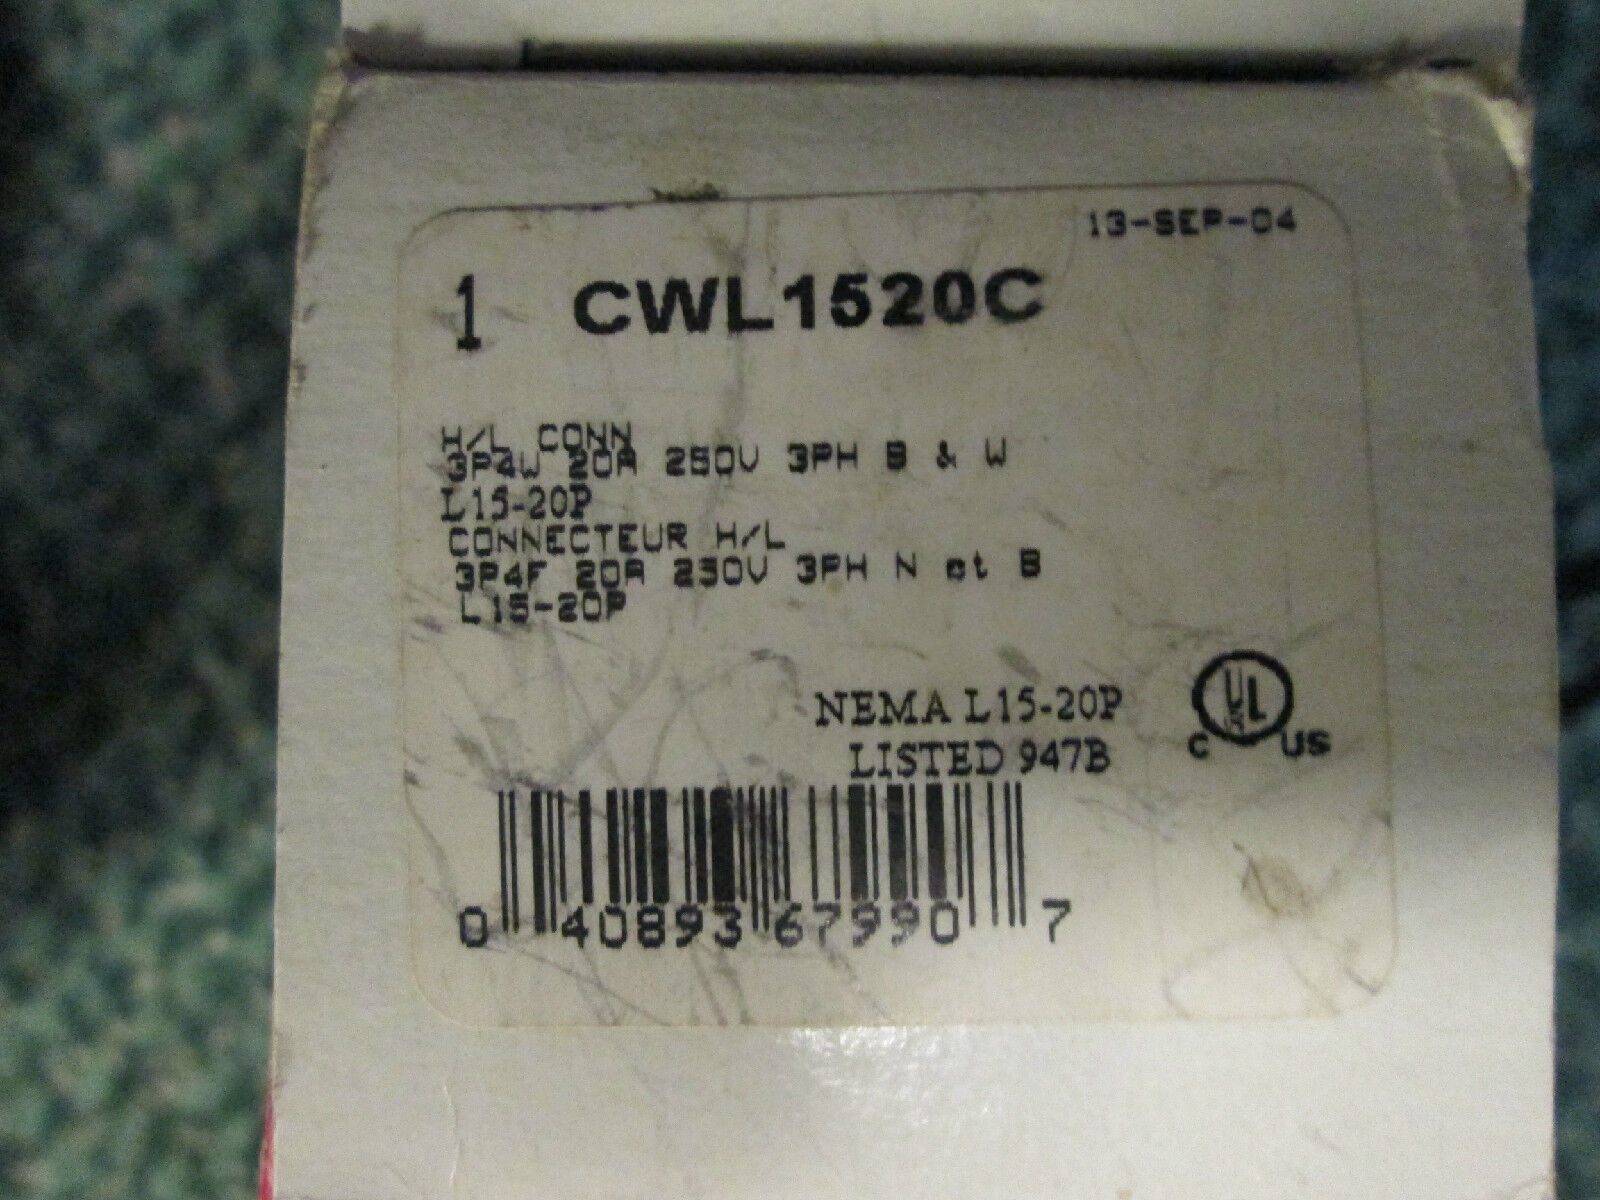 13-SEP-04
1 CWL1520C
H/L CONN
3P4W 20A 250V 3PH B & W
L15-20P
CONNECTEUR H/L
3P4F 20A 250V 3PH N et B
L15-20P
NEMA L15-20P
LISTED 947B
UL
C US
0 40893 67990 7